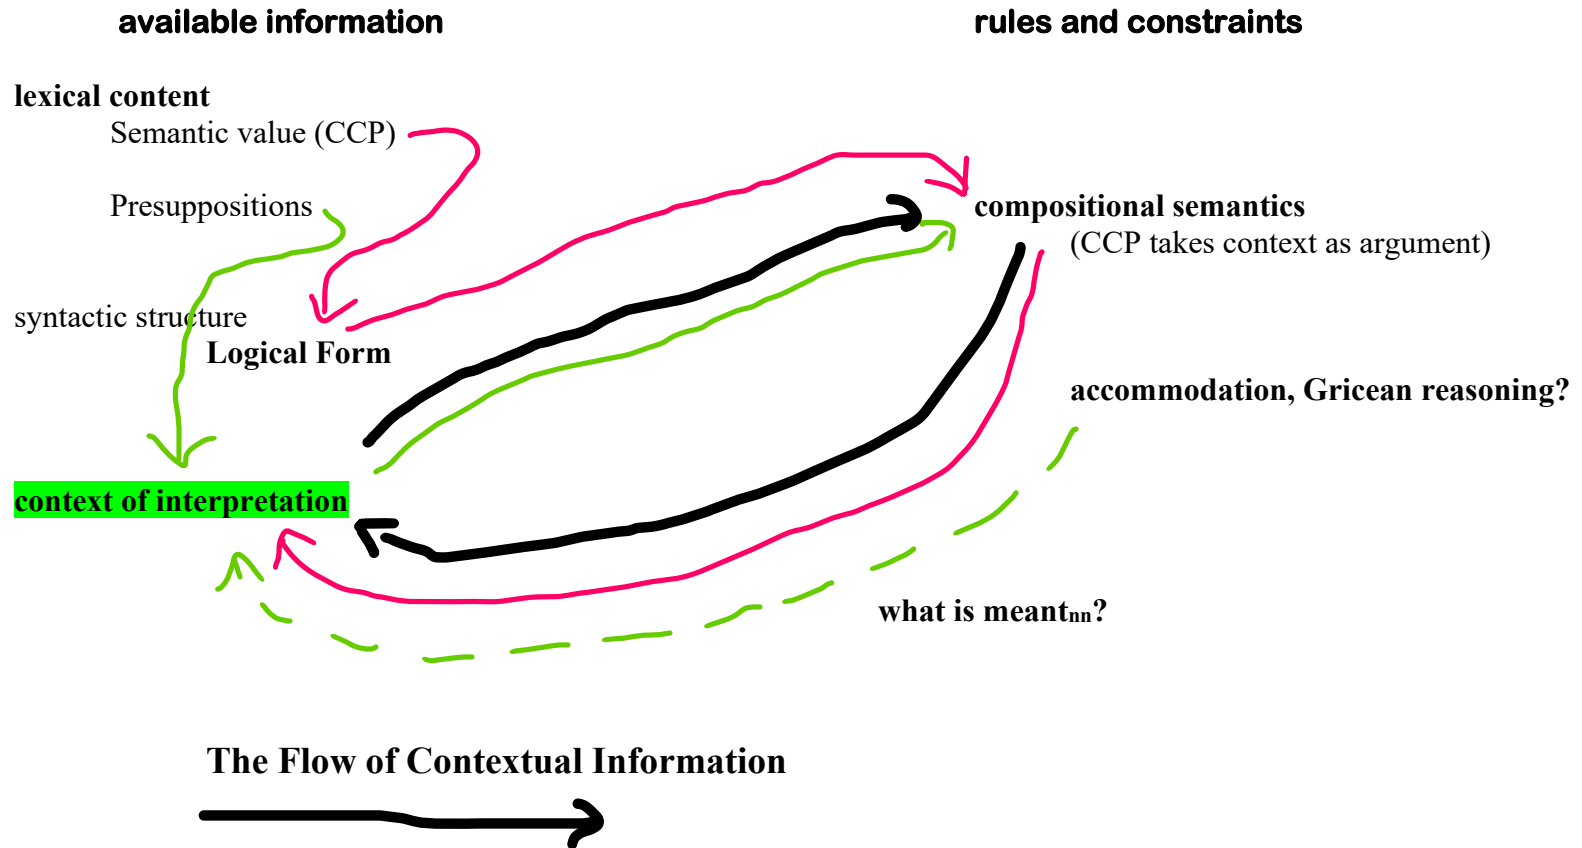 available information
rules and constraints
lexical content
Semantic value (CCP)
Presuppositions
compositional semantics
(CCP takes context as argument)
syntactic structure
Logical Form
accommodation, Gricean reasoning?
context of interpretation
what is meantnn?
The Flow of Contextual Information